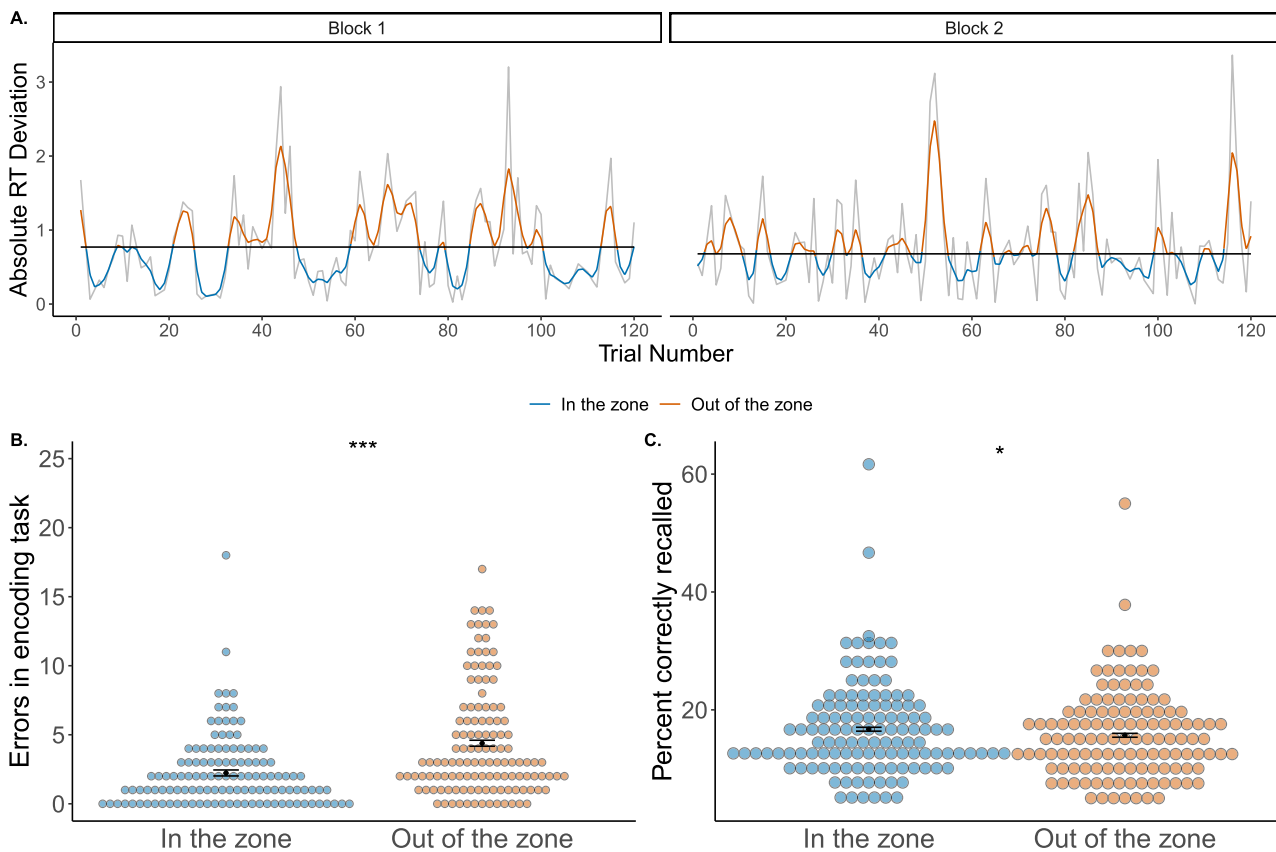 A.
Block 1
Block 2
Absolute RT Deviation
3
2
1
0
0 20 40 60 80 100 120
0 20 40 60 80 100 120
Trial Number
In the zone Out of the zone
B.
***
Errors in encoding task
25
20
15
10
5
0
In the zone Out of the zone
C.
*
Percent correctly recalled
60
40
20
In the zone Out of the zone